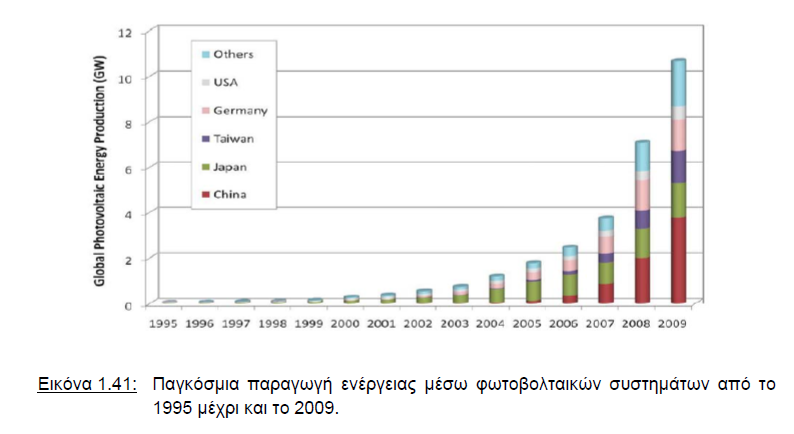 12
10
8
6
4
2
0
Global Photovoltaic Energy Production (GW)
Others
USA
Germany
Taiwan
Japan
China
1995 1996 1997 1998 1999 2000 2001 2002 2003 2004 2005 2006 2007 2008 2009
Εικόνα 1.41: Παγκόσμια παραγωγή ενέργειας μέσω φωτοβολταικών συστημάτων από το
1995 μέχρι και το 2009.